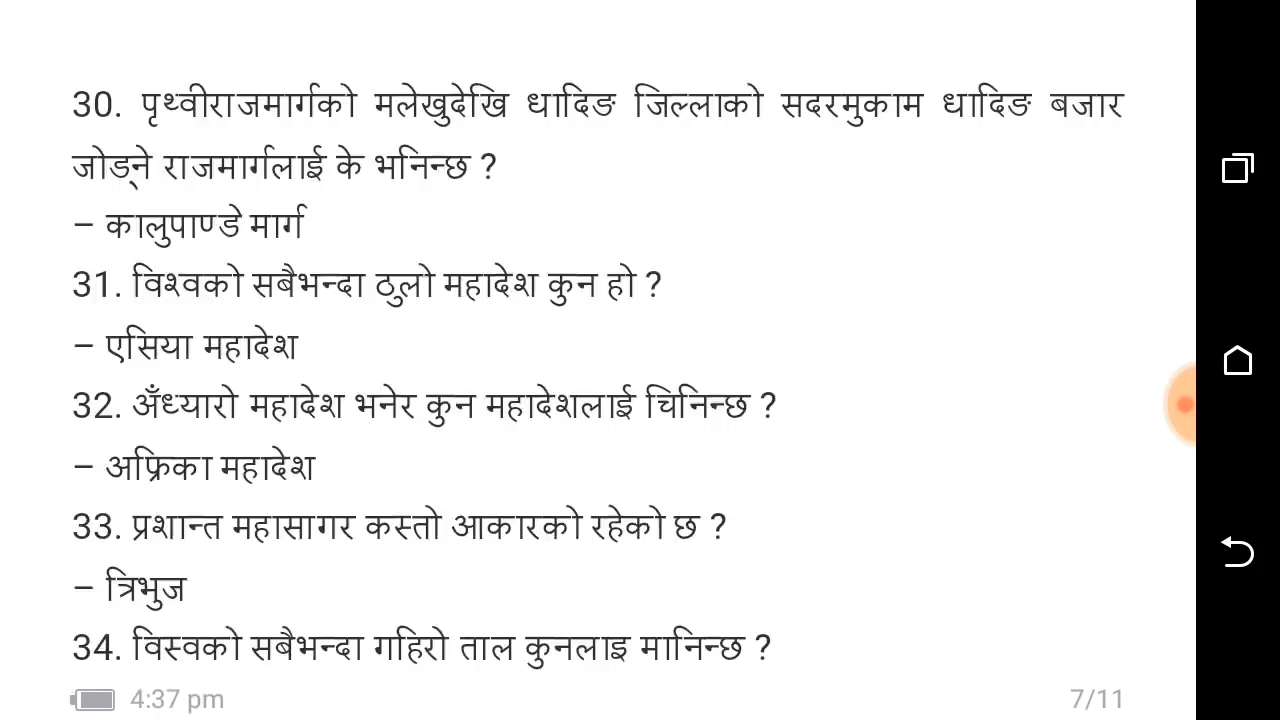 30. पृथ्वीराजमार्गको मलेखुदेखि धादिङ जिल्लाको सदरमुकाम धादिङ बजार
जोड्ने राजमार्गलाई के भनिन्छ ?
– कालुपाण्डे मार्ग
31. विश्वको सबैभन्दा ठुलो महादेश कुन हो ?
– एसिया महादेश
32. अँध्यारो महादेश भनेर कुन महादेशलाई चिनिन्छ ?
– अफ्रिका महादेश
33. प्रशान्त महासागर कस्तो आकारको रहेको छ ?
– त्रिभुज
34. विस्वको सबैभन्दा गहिरो ताल कुनलाइ मानिन्छ ?
4:37 pm 7/11